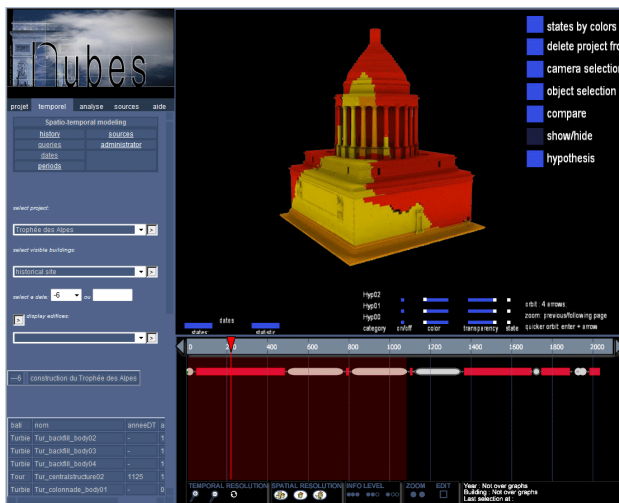 nubes
projet temporel analyse sources aide
Spatio-temporal modeling
history sources
queries administrator
dates
periods
select project:
Trophée des Alpes
select visible buildings:
historical site
select a date: -6 ou
display edifices:
---6 construction du Trophée des Alpes
bati nom anneeDT a
Turbie Tur_backfill_body02 - 1
Turbie Tur_backfill_body03 - 1
Turbie Tur_backfill_body04 - 1
Tour Tur_centralstructure02 1125 1
Turbie Tur_colonnade_body01 - 0
states by colors
delete project fro
camera selection
object selection
compare
show/hide
hypothesis
Hyp02
Hyp01
Hyp00
category on/off color transparency state
orbit : 4 arrows
zoom: previous/following page
quicker orbit enter + arrow
dates
states
0 200 400 600 800 1000 1200 1400 1600 1800 2000
TEMPORAL RESOLUTION SPATIAL RESOLUTION INFO LEVEL ZOOM EDIT
Year : Not over graphs
Building : Not over graphs
Last selection at :